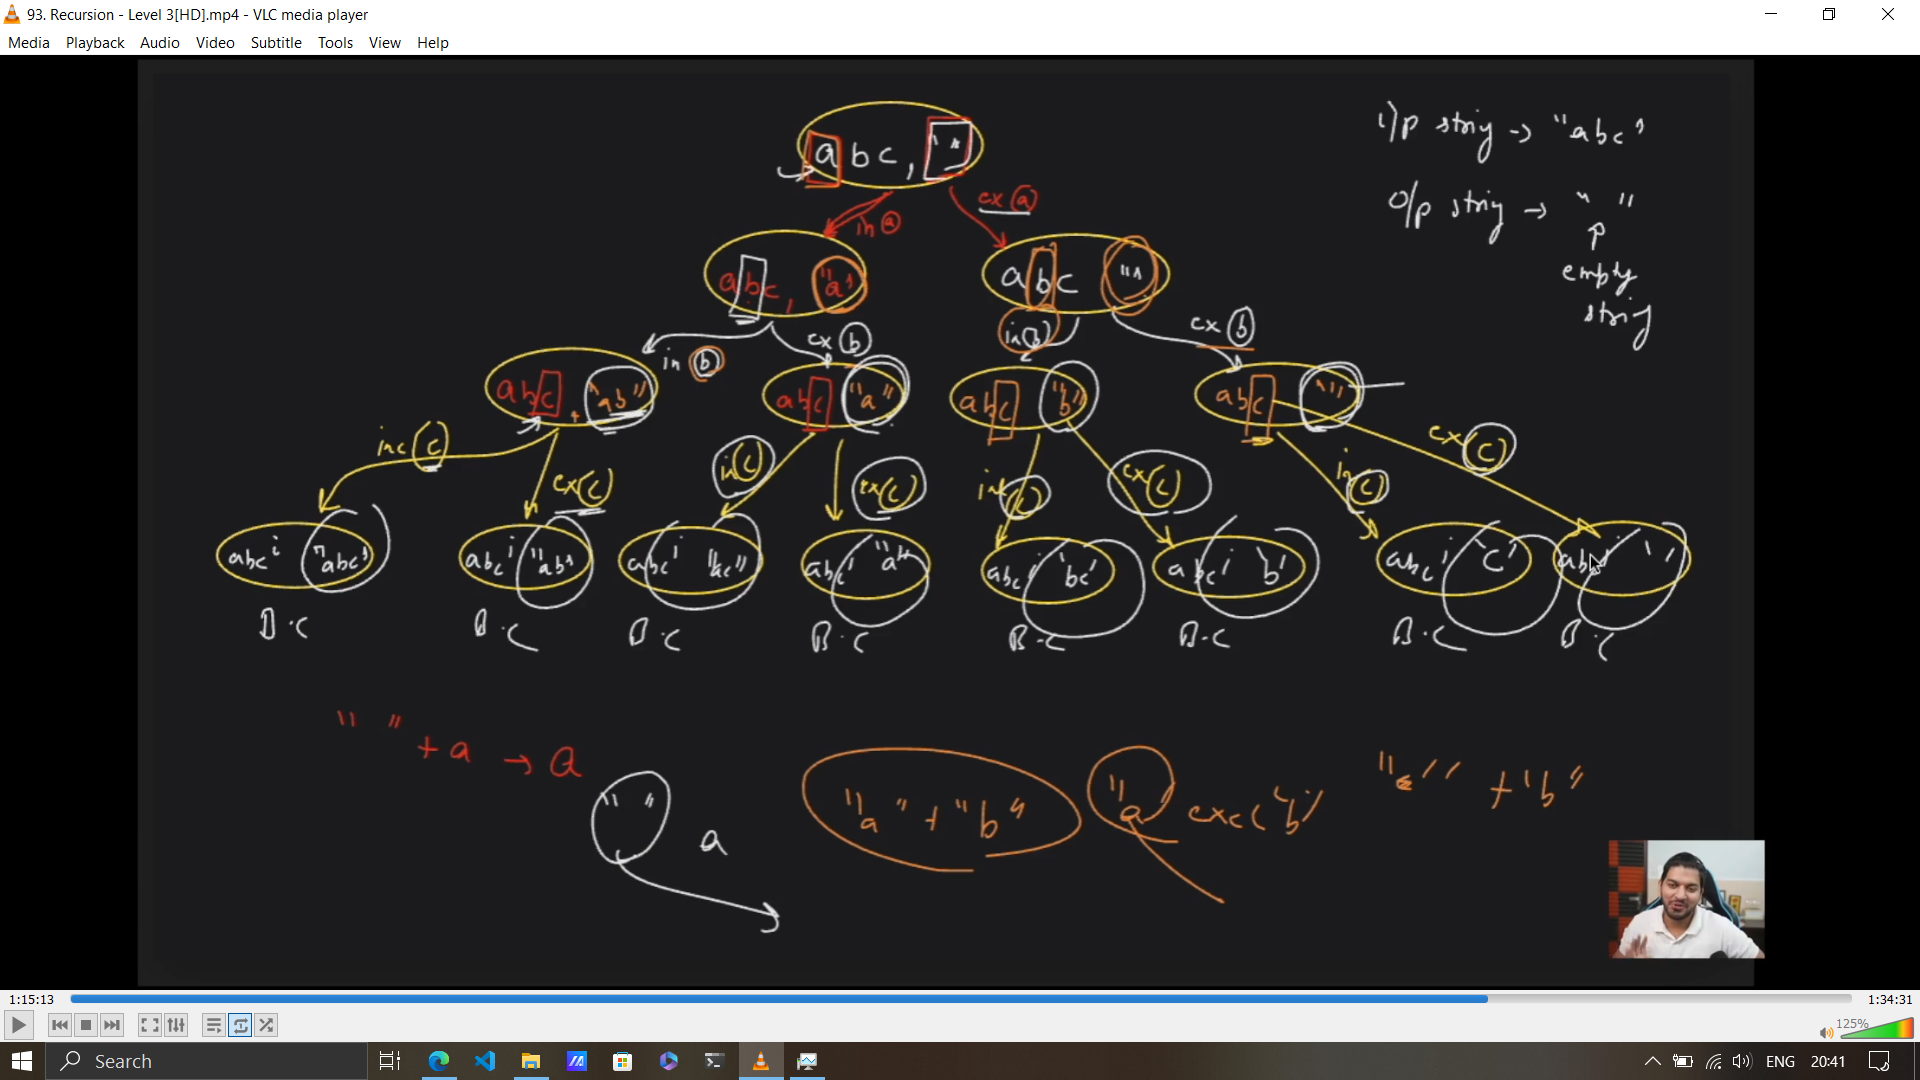 93. Recursion - Level 3[HD].mp4 - VLC media player
Media Playback Audio Video Subtitle Tools View Help
abc, " "
I/p string -> "abc"
O/p string -> " "
empty
string
in a
ex a
abc, "a"
abc ""
in b
ex b
in b
ex b
abc, "ab"
abc "a"
abc "b"
abc ""
inc c
ex c
in c
ex c
in c
ex c
in c
ex c
abc "abc"
abc "ab"
abc "ac"
abc "a"
abc 'bc'
abc 'b'
abc 'c'
abc ' '
B.C
B.C
B.C
B.C
B.C
B.C
B.C
B.C
" " + a -> a
" " a
"a" + "b"
"a" exc('b')
"" + "b"
1:15:13
1:34:31
125%
Search
ENG
20:41